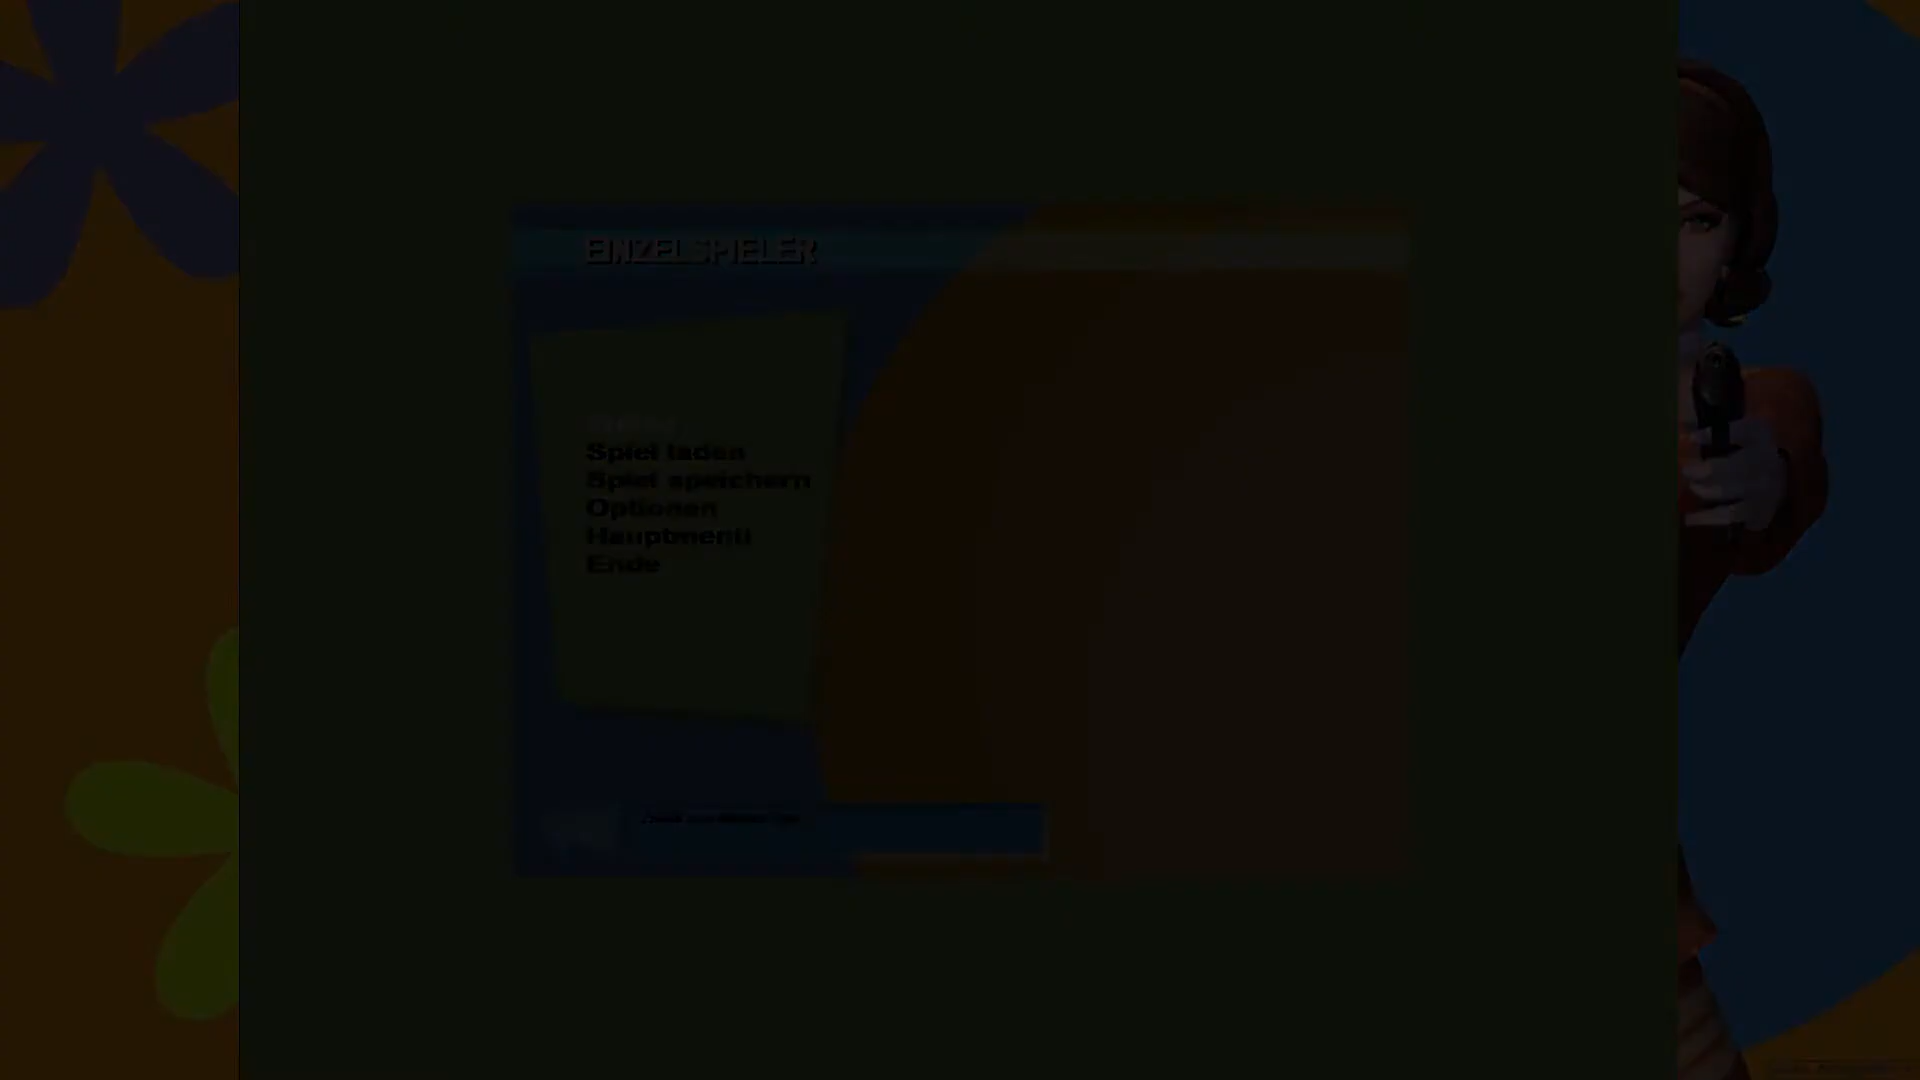 EINZELSPIELER
Spiel laden
Spiel speichern
Optionen
Hauptmenü
Ende